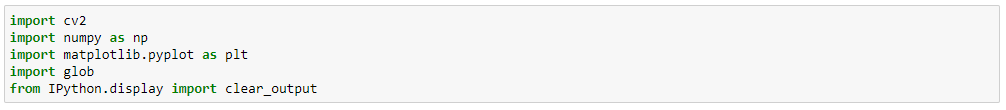 import cv2
import numpy as np
import matplotlib.pyplot as plt
import glob
from IPython.display import clear_output